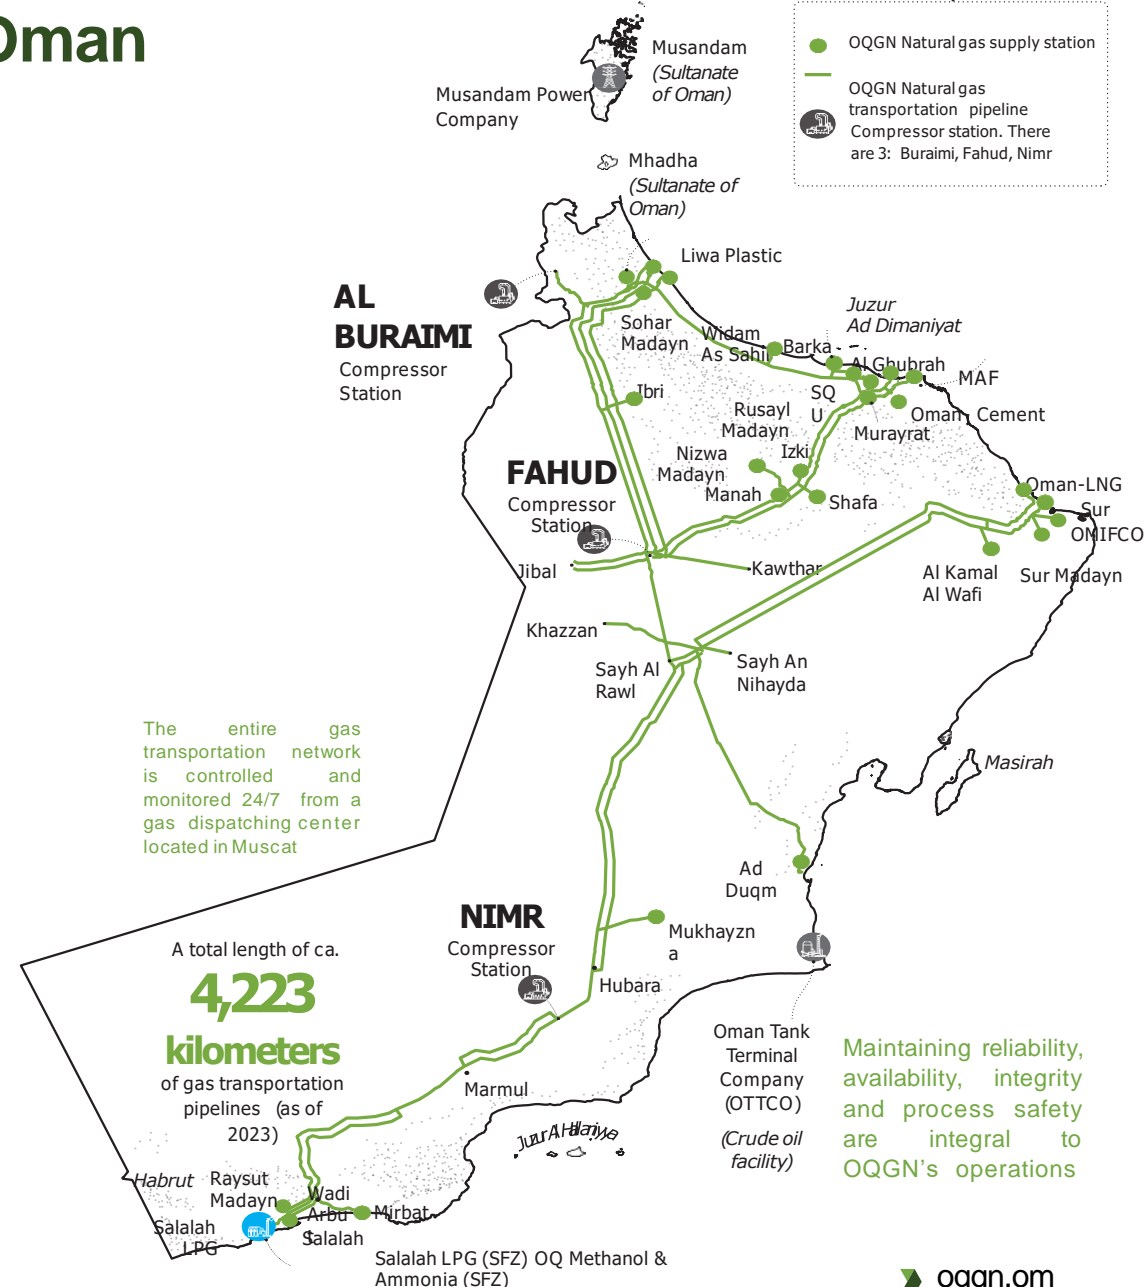 Oman
Musandam
(Sultanate
of Oman)
Musandam Power
Company
OQGN Natural gas supply station
OQGN Natural gas
transportation pipeline
Compressor station. There
are 3: Buraimi, Fahud, Nimr
Mhadha
(Sultanate of
Oman)
Liwa Plastic
AL
BURAIMI
Compressor
Station
Sohar
Madayn
Widam
As Sahil
Barka
Juzur
Ad Dimaniyat
Al Ghubrah
MAF
Ibri
SQ
U
Oman Cement
Rusayl
Madayn
Murayrat
Izki
Nizwa
Madayn
Manah
Shafa
FAHUD
Compressor
Station
Oman-LNG
Sur
OMIFCO
Jibal
Kawthar
Al Kamal
Al Wafi
Sur Madayn
Khazzan
Sayh Al
Rawl
Sayh An
Nihayda
The entire gas
transportation network
is controlled and
monitored 24/7 from a
gas dispatching center
located in Muscat
Masirah
Ad
Duqm
NIMR
Compressor
Station
Mukhayzn
a
Hubara
A total length of ca.
4,223
kilometers
of gas transportation
pipelines (as of
2023)
Oman Tank
Terminal
Company
(OTTCO)
(Crude oil
facility)
Maintaining reliability,
availability, integrity
and process safety
are integral to
OQGN's operations
Marmul
Juzur Al Hallaniyya
Habrut
Raysut
Madayn
Wadi
Arbu
Mirbat
Salalah
LPG
Salalah
Salalah LPG (SFZ) OQ Methanol &
Ammonia (SFZ)
oqgn.om